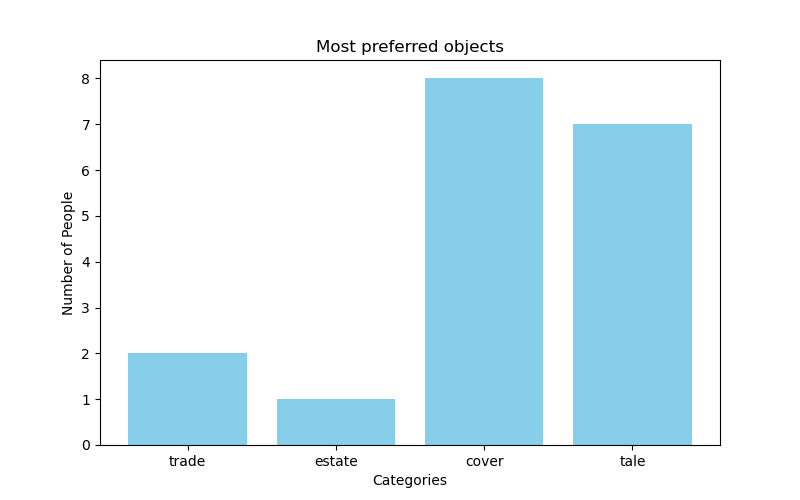 Most preferred objects
8
7
6
5
4
3
2
1
0
Number of People
trade estate cover tale
Categories